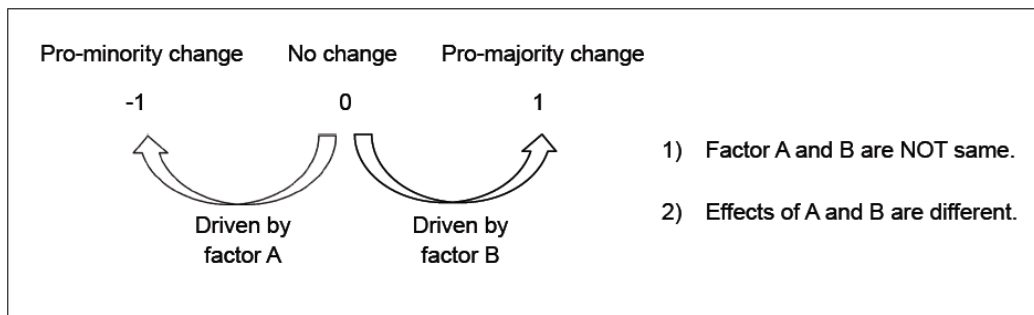 Pro-minority change No change Pro-majority change
-1 0 1
1) Factor A and B are NOT same.
2) Effects of A and B are different.
Driven by
factor A
Driven by
factor B